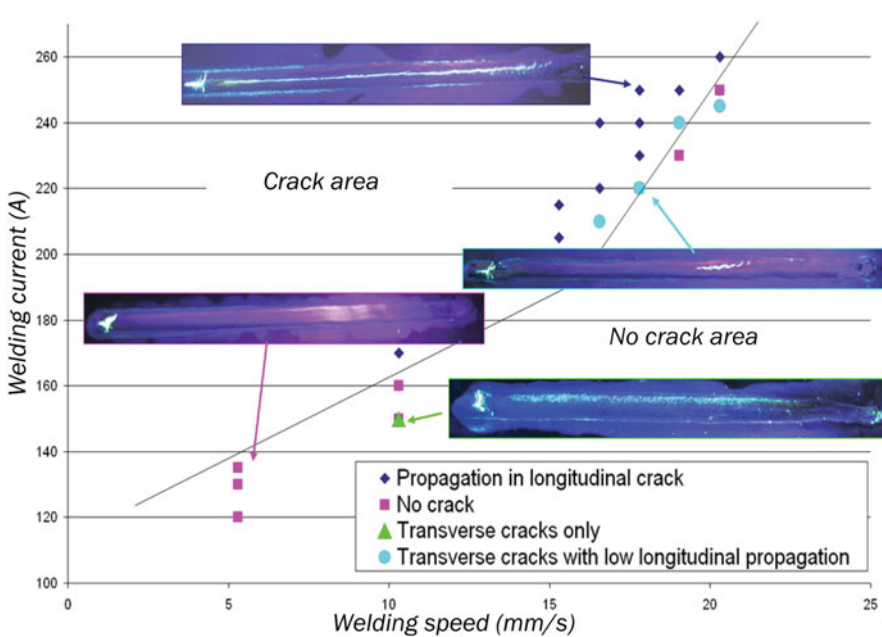 260
240
220
200
180
160
140
120
100
Welding current (A)
Crack area
No crack area
Propagation in longitudinal crack
No crack
Transverse cracks only
Transverse cracks with low longitudinal propagation
0
5
10
15
20
25
Welding speed (mm/s)